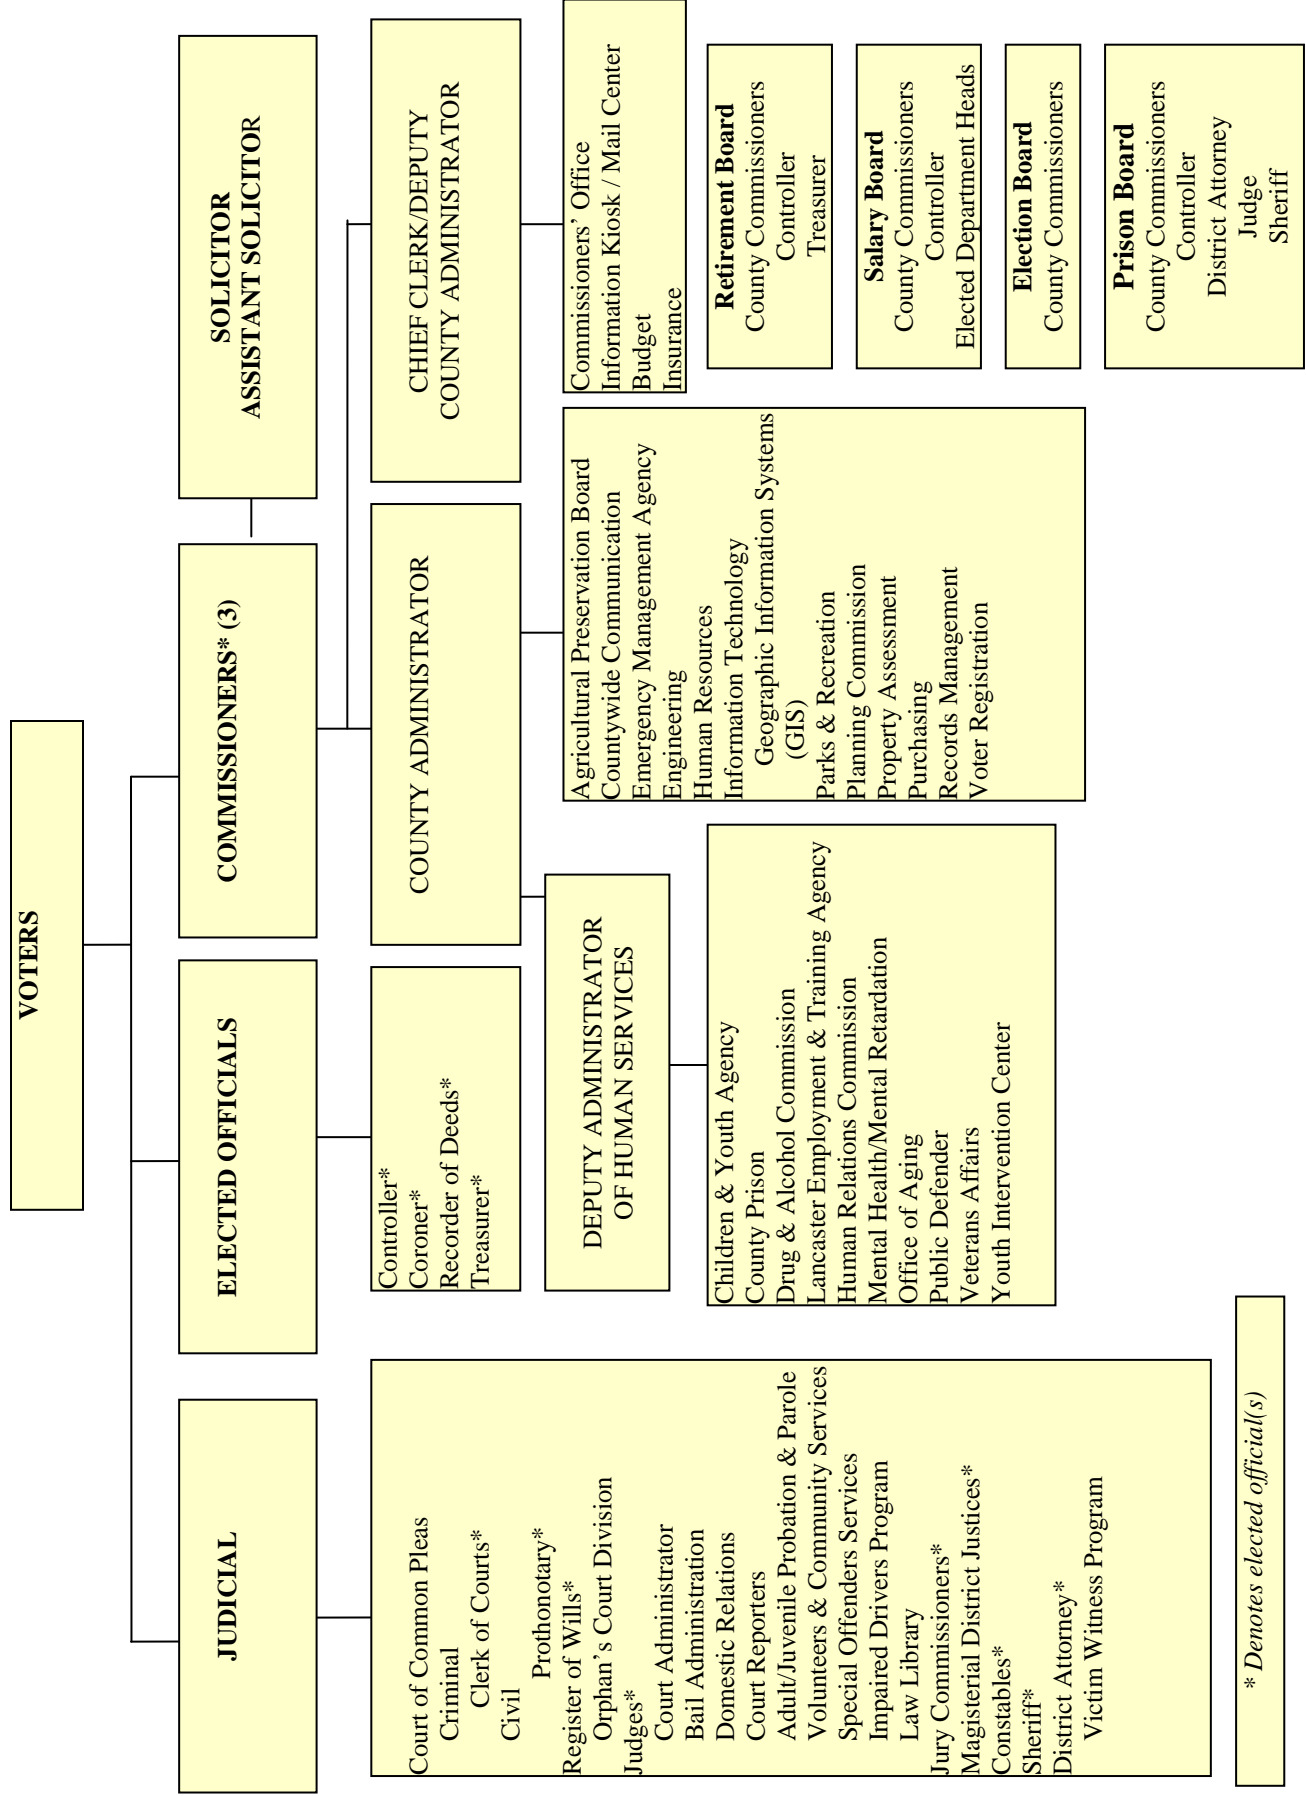 VOTERS
JUDICIAL
ELECTED OFFICIALS
COMMISSIONERS* (3)
SOLICITOR
ASSISTANT SOLICITOR
Court of Common Pleas
Criminal
Clerk of Courts*
Civil
Prothonotary*
Register of Wills*
Orphan's Court Division
Judges*
Court Administrator
Bail Administration
Domestic Relations
Court Reporters
Adult/Juvenile Probation & Parole
Volunteers & Community Services
Special Offenders Services
Impaired Drivers Program
Law Library
Jury Commissioners*
Magisterial District Justices*
Constables*
Sheriff*
District Attorney*
Victim Witness Program
Controller*
Coroner*
Recorder of Deeds*
Treasurer*
COUNTY ADMINISTRATOR
CHIEF CLERK/DEPUTY
COUNTY ADMINISTRATOR
DEPUTY ADMINISTRATOR
OF HUMAN SERVICES
Children & Youth Agency
County Prison
Drug & Alcohol Commission
Lancaster Employment & Training Agency
Human Relations Commission
Mental Health/Mental Retardation
Office of Aging
Public Defender
Veterans Affairs
Youth Intervention Center
Agricultural Preservation Board
Countywide Communication
Emergency Management Agency
Engineering
Human Resources
Information Technology
Geographic Information Systems
(GIS)
Parks & Recreation
Planning Commission
Property Assessment
Purchasing
Records Management
Voter Registration
Commissioners' Office
Information Kiosk / Mail Center
Budget
Insurance
Retirement Board
County Commissioners
Controller
Treasurer
Salary Board
County Commissioners
Controller
Elected Department Heads
Election Board
County Commissioners
Prison Board
County Commissioners
Controller
District Attorney
Judge
Sheriff
* Denotes elected official(s)